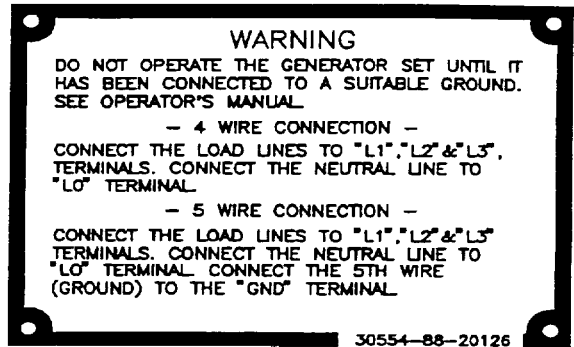 WARNING
DO NOT OPERATE THE GENERATOR SET UNTIL IT
HAS BEEN CONNECTED TO A SUITABLE GROUND.
SEE OPERATOR'S MANUAL
– 4 WIRE CONNECTION –
CONNECT THE LOAD LINES TO "L1","L2"&"L3",
TERMINALS. CONNECT THE NEUTRAL LINE TO
"LO" TERMINAL
– 5 WIRE CONNECTION –
CONNECT THE LOAD LINES TO "L1","L2"&"L3"
TERMINALS. CONNECT THE NEUTRAL LINE TO
"LO" TERMINAL CONNECT THE 5TH WIRE
(GROUND) TO THE "GND" TERMINAL
30554–88–20126